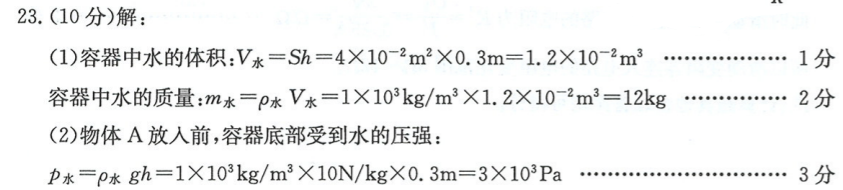 23.(10分)解:
(1)容器中水的体积:V水=Sh=4×10⁻²m²×0.3m=1.2×10⁻²m³ ……………… 1分
容器中水的质量:m水=ρ水 V水=1×10³kg/m³×1.2×10⁻²m³=12kg …………… 2分
(2)物体A放入前,容器底部受到水的压强:
p水=ρ水 gh=1×10³kg/m³×10N/kg×0.3m=3×10³Pa ………………………… 3分